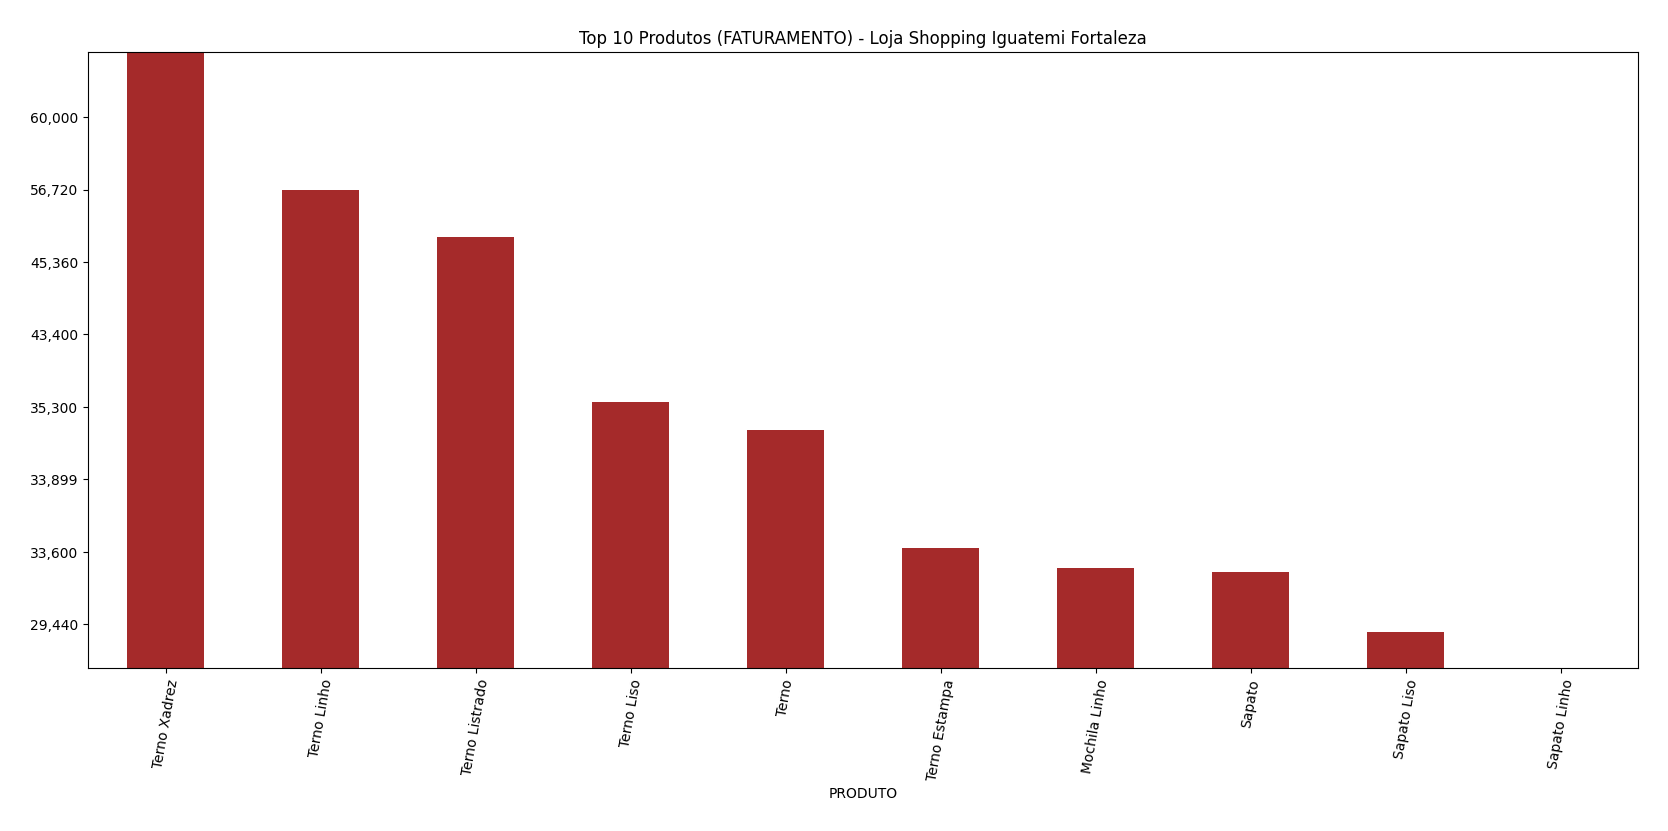 Top 10 Produtos (FATURAMENTO) - Loja Shopping Iguatemi Fortaleza
60,000
56,720
45,360
43,400
35,300
33,899
33,600
29,440
Terno Xadrez
Terno Linho
Terno Listrado
Terno Liso
Terno
Terno Estampa
Mochila Linho
Sapato
Sapato Liso
Sapato Linho
PRODUTO